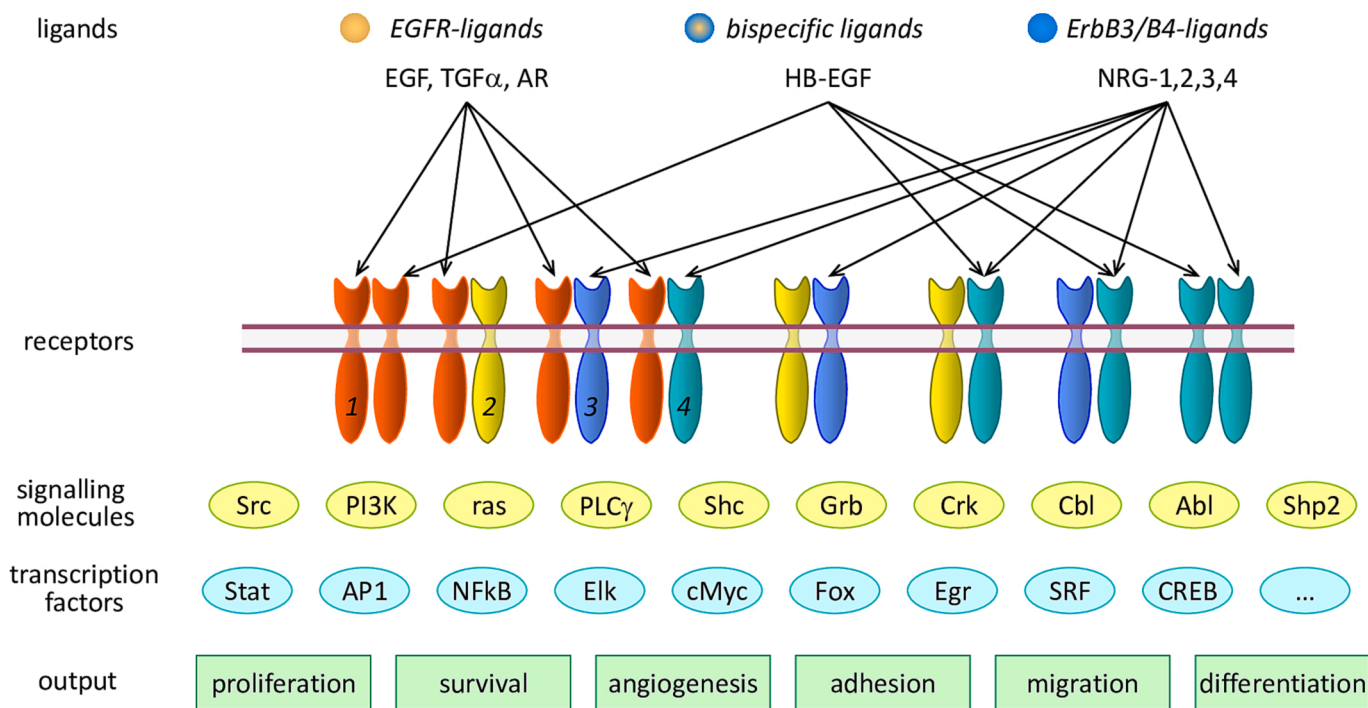 ligands
EGFR-ligands
bispecific ligands
ErbB3/B4-ligands
EGF, TGFα, AR
HB-EGF
NRG-1,2,3,4
receptors
1
2
3
4
signalling
molecules
Src
PI3K
ras
PLCγ
Shc
Grb
Crk
Cbl
Abl
Shp2
transcription
factors
Stat
AP1
NFkB
Elk
cMyc
Fox
Egr
SRF
CREB
...
output
proliferation
survival
angiogenesis
adhesion
migration
differentiation